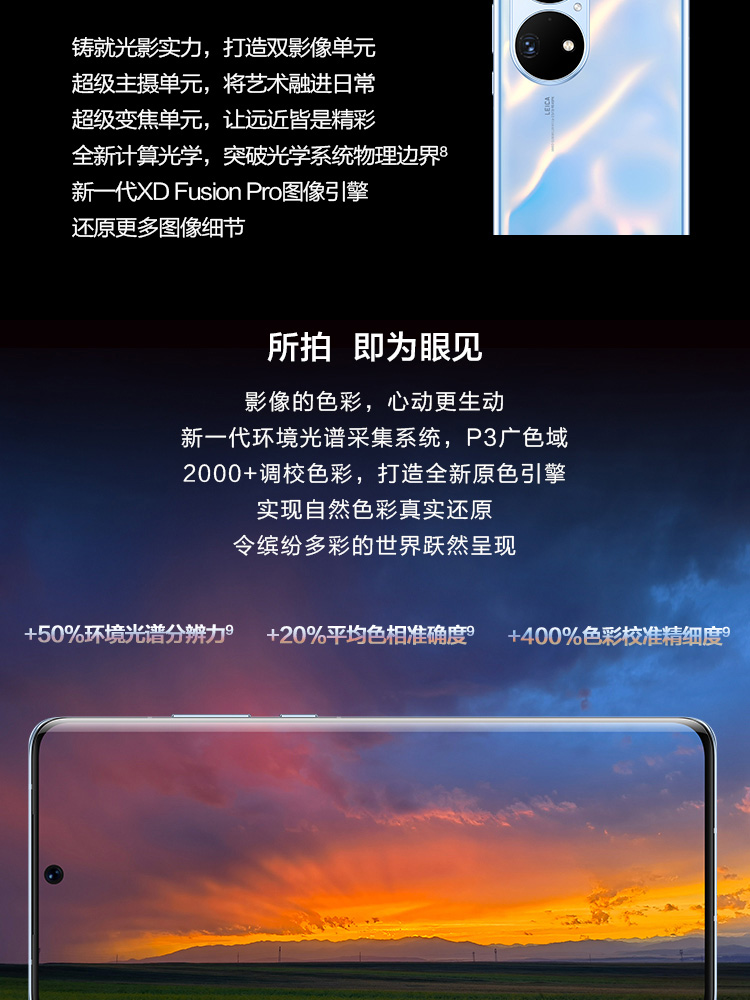 铸就光影实力，打造双影像单元
超级主摄单元，将艺术融进日常
超级变焦单元，让远近皆是精彩
全新计算光学，突破光学系统物理边界8
新一代XD Fusion Pro图像引擎
还原更多图像细节
LEICA
所拍 即为眼见
影像的色彩，心动更生动
新一代环境光谱采集系统，P3广色域
2000+调校色彩，打造全新原色引擎
实现自然色彩真实还原
令缤纷多彩的世界跃然呈现
+50%环境光谱分辨力9
+20%平均色相准确度9
+400%色彩校准精细度9